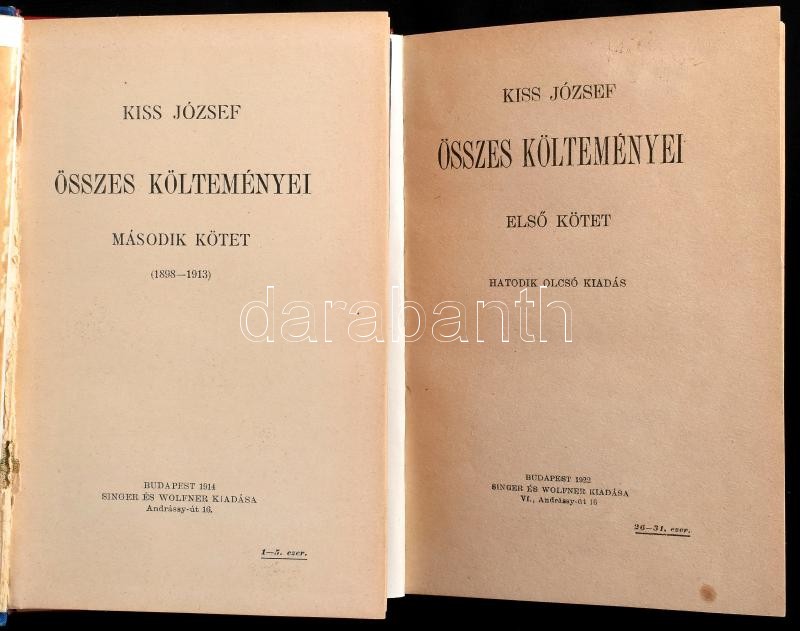 KISS JÓZSEF
ÖSSZES KÖLTEMÉNYEI
MÁSODIK KÖTET
(1898—1913)
BUDAPEST 1914
SINGER ÉS WOLFNER KIADÁSA
Andrássy-út 16.
1—5. ezer.
KISS JÓZSEF
ÖSSZES KÖLTEMÉNYEI
ELSŐ KÖTET
HATODIK OLCSÓ KIADÁS
BUDAPEST 1922
SINGER ÉS WOLFNER KIADÁSA
VI., Andrássy-út 16
26—31. ezer.
darabanth